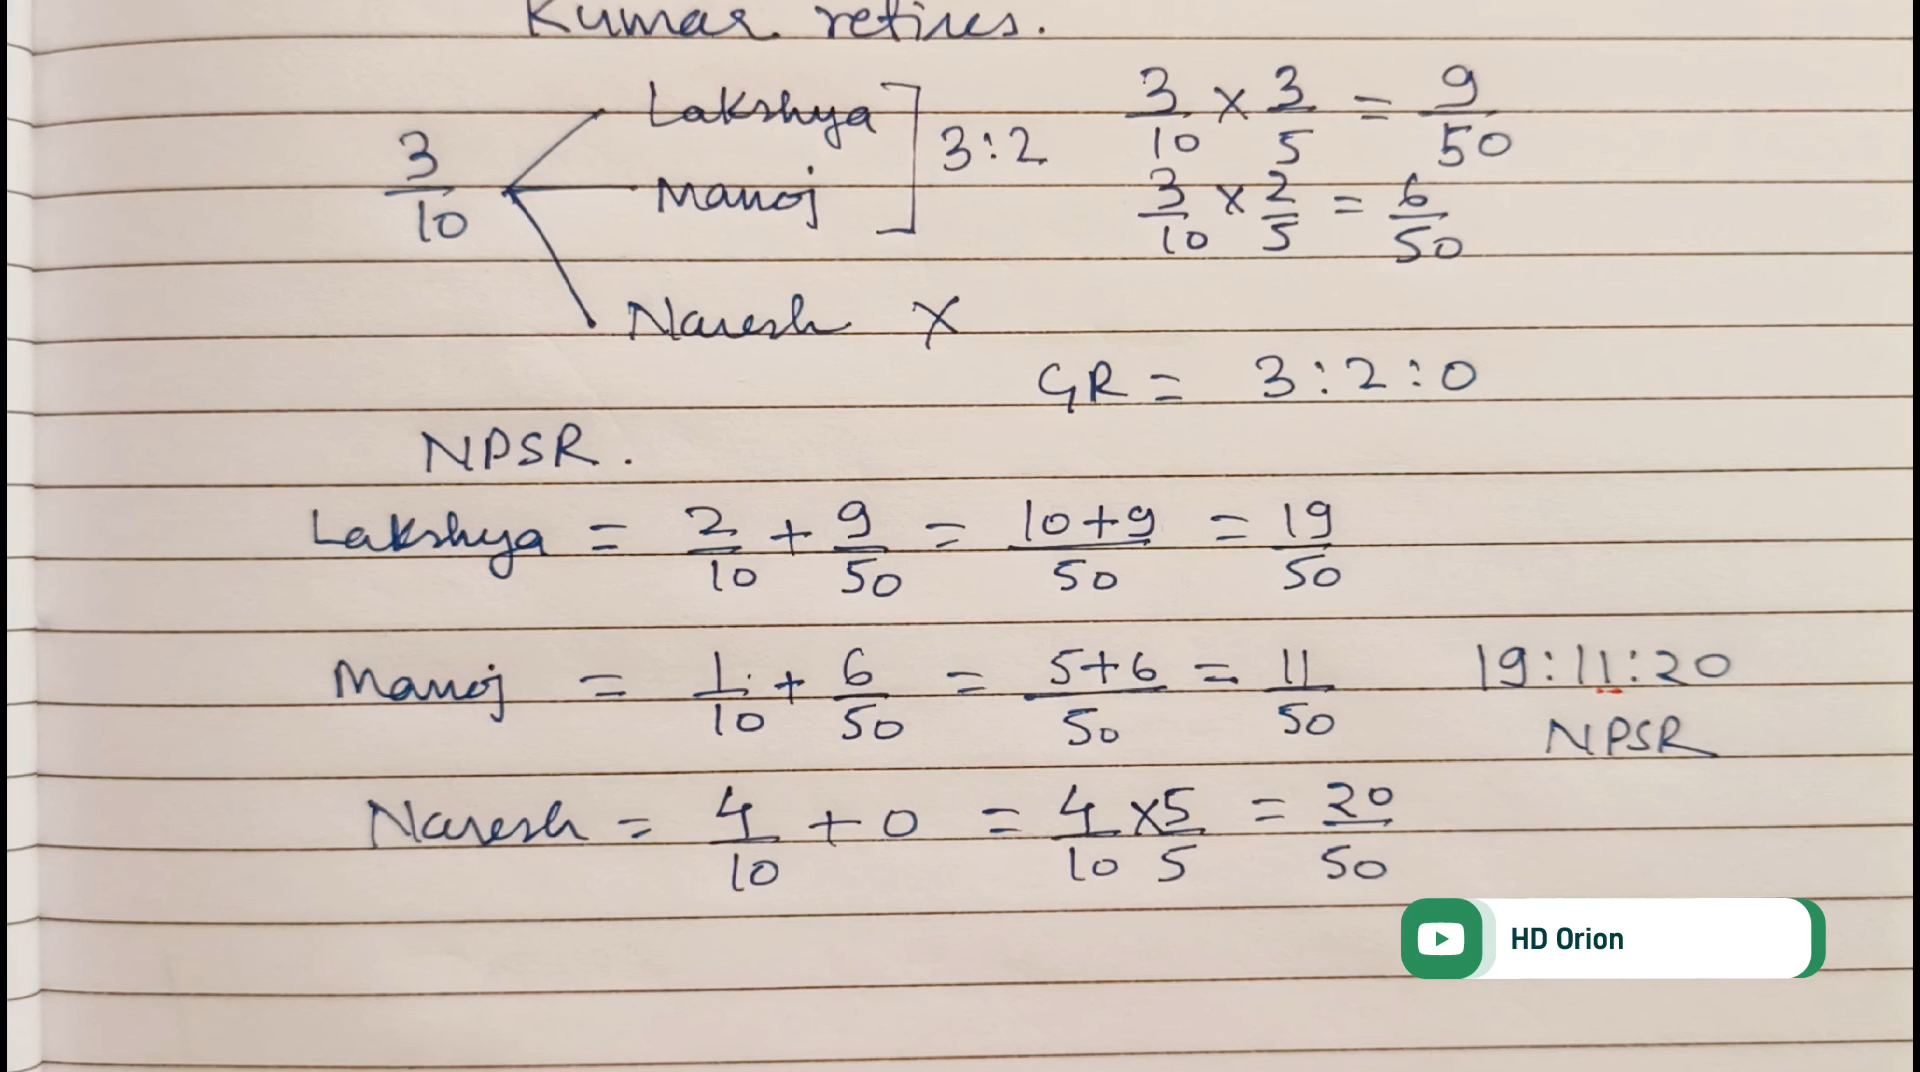 Kumar retires.
3/10 Lakshya ] 3:2 3/10 × 3/5 = 9/50
Manoj 3/10 × 2/5 = 6/50
Naresh X
GR = 3:2:0
NPSR.
Lakshya = 2/10 + 9/50 = 10+9/50 = 19/50
Manoj = 1/10 + 6/50 = 5+6/50 = 11/50 19:11:20
NPSR
Naresh = 4/10 + 0 = 4/10 × 5/5 = 20/50
HD Orion